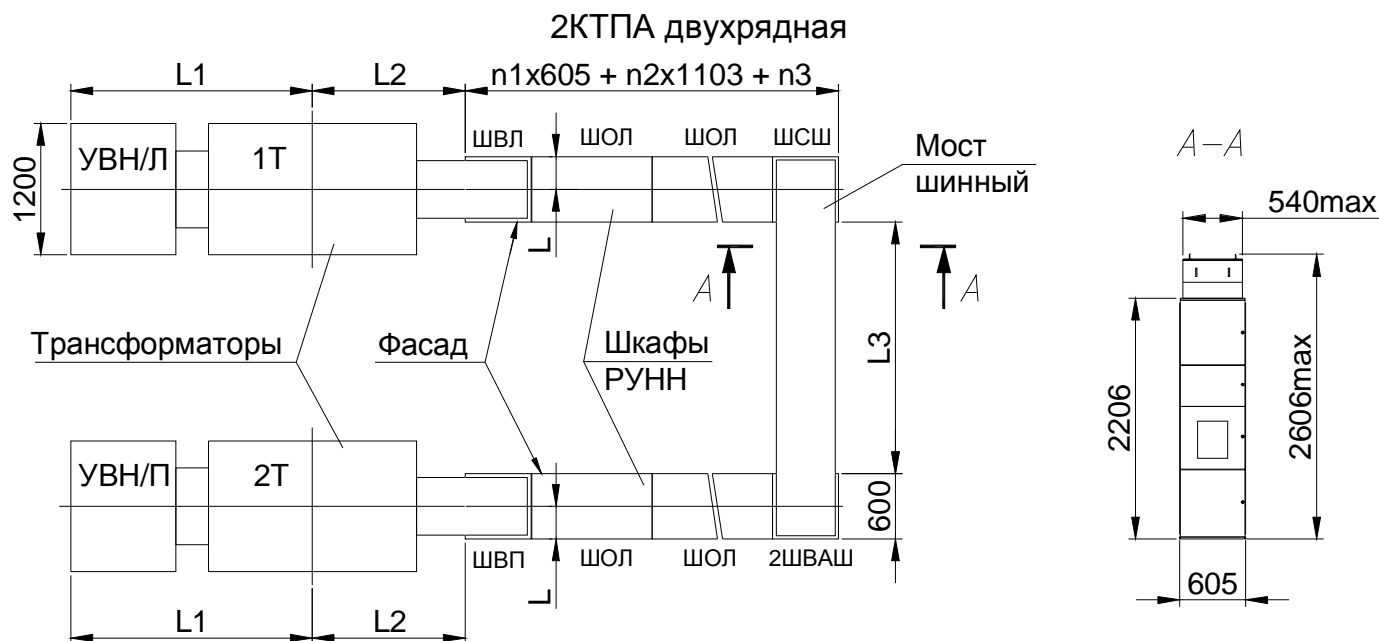 2КТПА двухрядная
L1
L2
n1x605 + n2x1103 + n3
ШВЛ
ШОЛ
ШОЛ
ШСШ
Мост
шинный
А-А
УВН/Л
1Т
1200
540max
L
А
А
Трансформаторы
Фасад
Шкафы
РУНН
L3
2206
2606max
УВН/П
2Т
600
L
ШВП
ШОЛ
ШОЛ
2ШВАШ
605
L1
L2